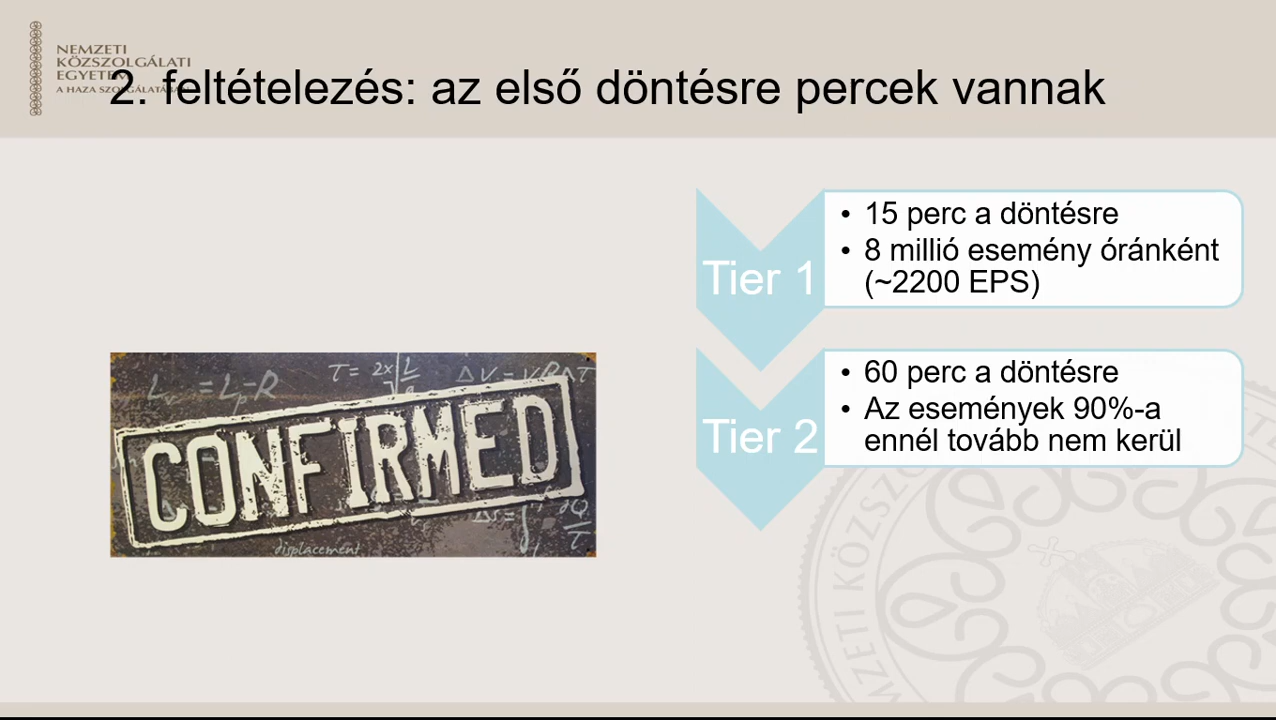 NEMZETI
KÖZSZOLGÁLATI
EGYETEM
A HAZA SZOLGÁLATÁBAN
2. feltételezés: az első döntésre percek vannak
Tier 1
• 15 perc a döntésre
• 8 millió esemény óránként
(~2200 EPS)
Tier 2
• 60 perc a döntésre
• Az események 90%-a
ennél tovább nem kerül
CONFIRMED
displacement